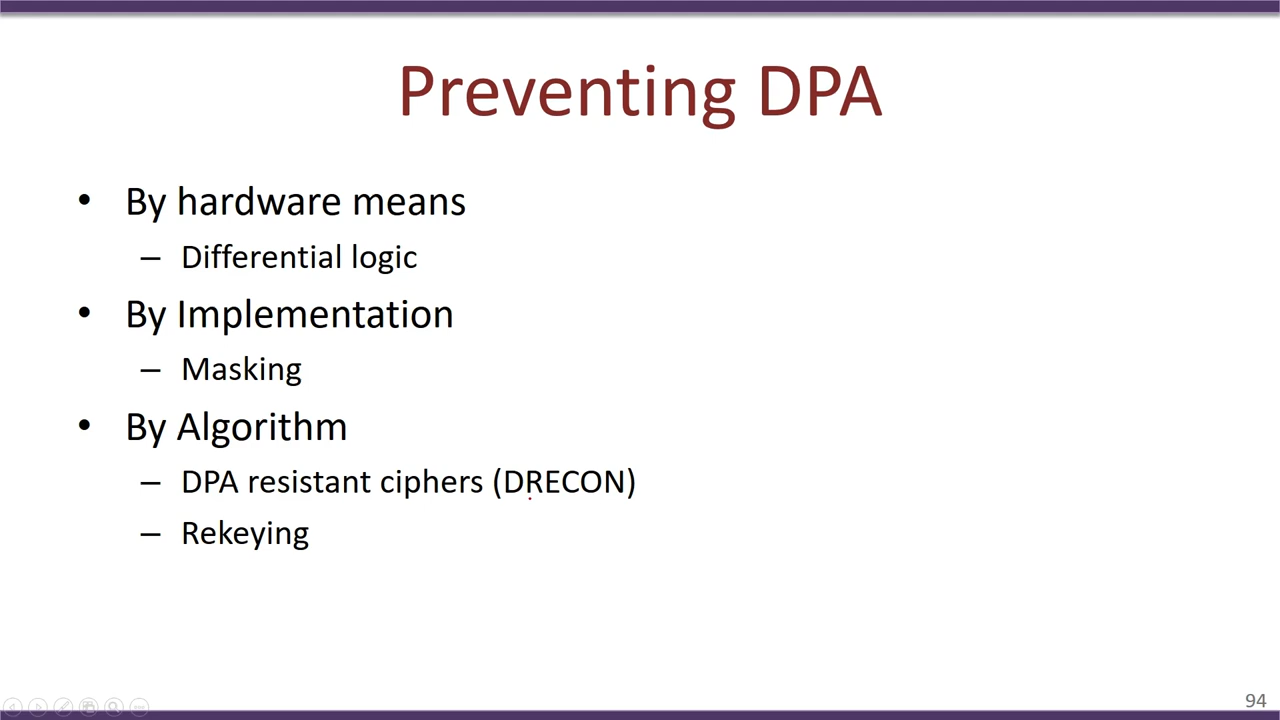 Preventing DPA
• By hardware means
– Differential logic
• By Implementation
– Masking
• By Algorithm
– DPA resistant ciphers (DRECON)
– Rekeying
94